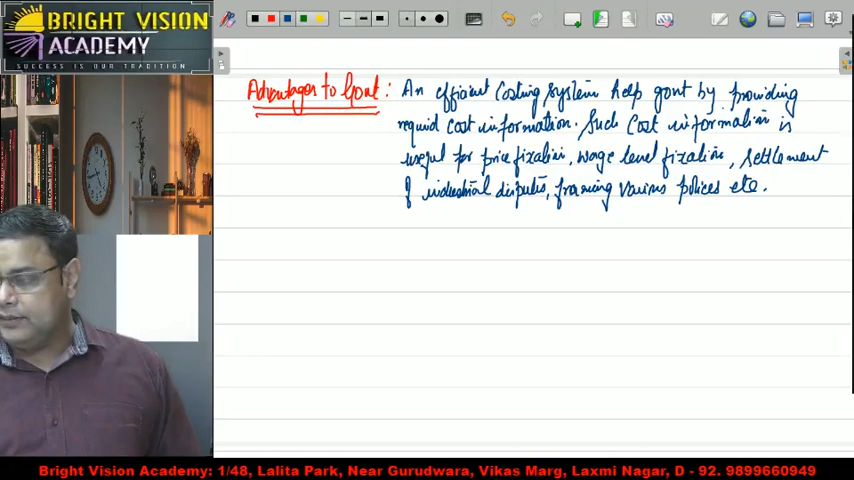 BRIGHT VISION
ACADEMY
SUCCESS IS OUR TRADITION
Advantages to Govt : An efficient Costing System help govt by providing
requid Cost information. Such Cost information is
useful for price fixation, wage level fixation, settlement
of industrial disputes, framing various polices etc.
Bright Vision Academy: 1/48, Lalita Park, Near Gurudwara, Vikas Marg, Laxmi Nagar, D - 92. 9899660949